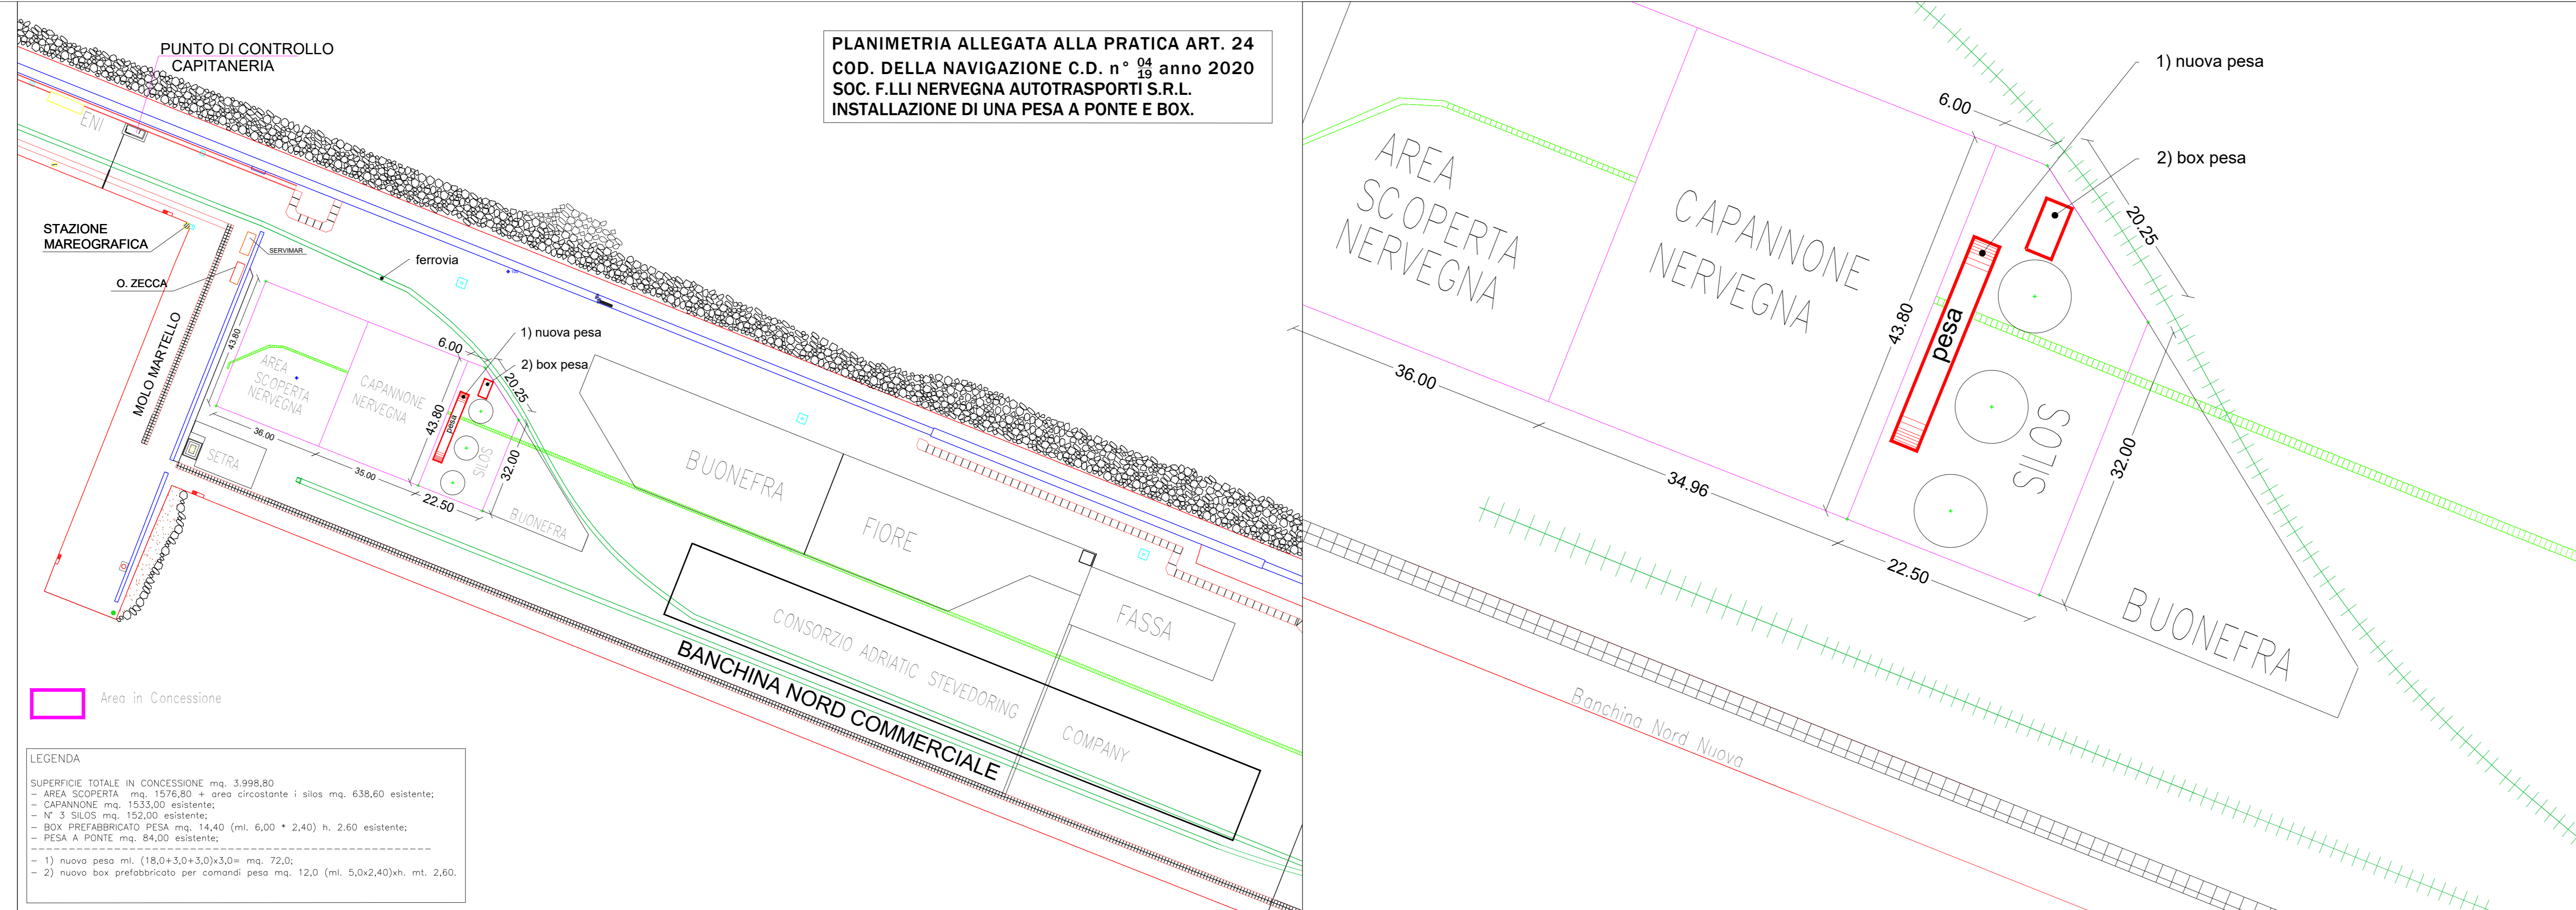 PUNTO DI CONTROLLO
CAPITANERIA
PLANIMETRIA ALLEGATA ALLA PRATICA ART. 24
COD. DELLA NAVIGAZIONE C.D. n° 04/19 anno 2020
SOC. F.LLI NERVEGNA AUTOTRASPORTI S.R.L.
INSTALLAZIONE DI UNA PESA A PONTE E BOX.
ENI
STAZIONE
MAREOGRAFICA
SERVIMAR
O. ZECCA
MOLO MARTELLO
ferrovia
1) nuova pesa
2) box pesa
6.00
20.25
43.80
43.80
AREA
SCOPERTA
NERVEGNA
CAPANNONE
NERVEGNA
pesa
SILOS
32.00
36.00
35.00
22.50
SETRA
BUONEFRA
BUONEFRA
FIORE
FASSA
CONSORZIO ADRIATIC STEVEDORING
COMPANY
BANCHINA NORD COMMERCIALE
Area in Concessione
LEGENDA
SUPERFICIE TOTALE IN CONCESSIONE mq. 3.998,80
- AREA SCOPERTA mq. 1576,80 + area circostante i silos mq. 638,60 esistente;
- CAPANNONE mq. 1533,00 esistente;
- N° 3 SILOS mq. 152,00 esistente;
- BOX PREFABBRICATO PESA mq. 14,40 (ml. 6,00 * 2,40) h. 2.60 esistente;
- PESA A PONTE mq. 84,00 esistente;
- 1) nuova pesa ml. (18,0+3,0+3,0)x3,0= mq. 72,0;
- 2) nuovo box prefabbricato per comandi pesa mq. 12,0 (ml. 5,0x2,40)xh. mt. 2,60.
1) nuova pesa
2) box pesa
6.00
20.25
AREA
SCOPERTA
NERVEGNA
CAPANNONE
NERVEGNA
43.80
pesa
SILOS
32.00
36.00
34.96
22.50
BUONEFRA
Banchina Nord Nuova